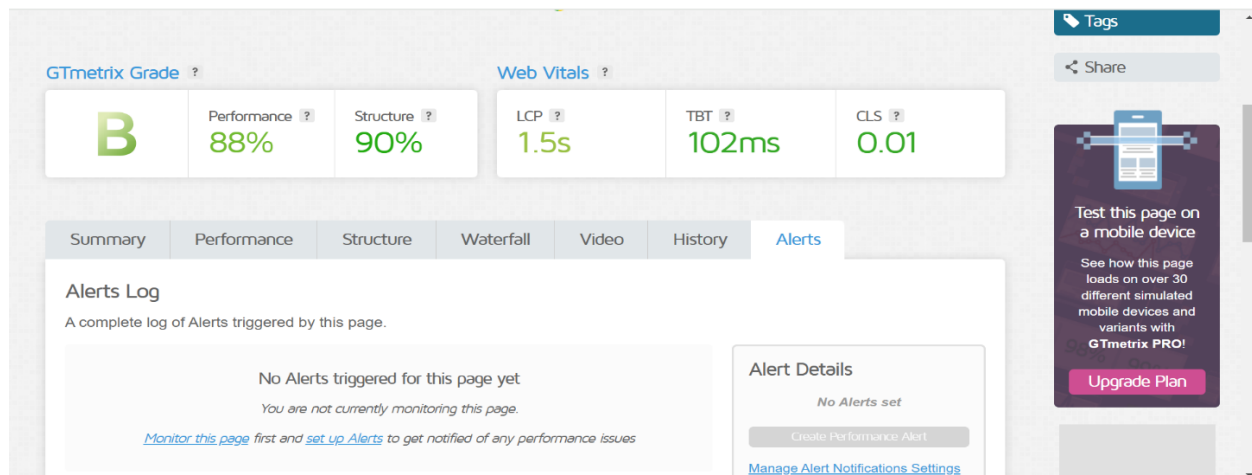 Tags
Share
GTmetrix Grade ?
Web Vitals ?
B
Performance ?
88%
Structure ?
90%
LCP ?
1.5s
TBT ?
102ms
CLS ?
0.01
Test this page on
a mobile device
See how this page
loads on over 30
different simulated
mobile devices and
variants with
GTmetrix PRO!
Upgrade Plan
Summary
Performance
Structure
Waterfall
Video
History
Alerts
Alerts Log
A complete log of Alerts triggered by this page.
No Alerts triggered for this page yet
You are not currently monitoring this page.
Monitor this page first and set up Alerts to get notified of any performance issues
Alert Details
No Alerts set
Create Performance Alert
Manage Alert Notifications Settings